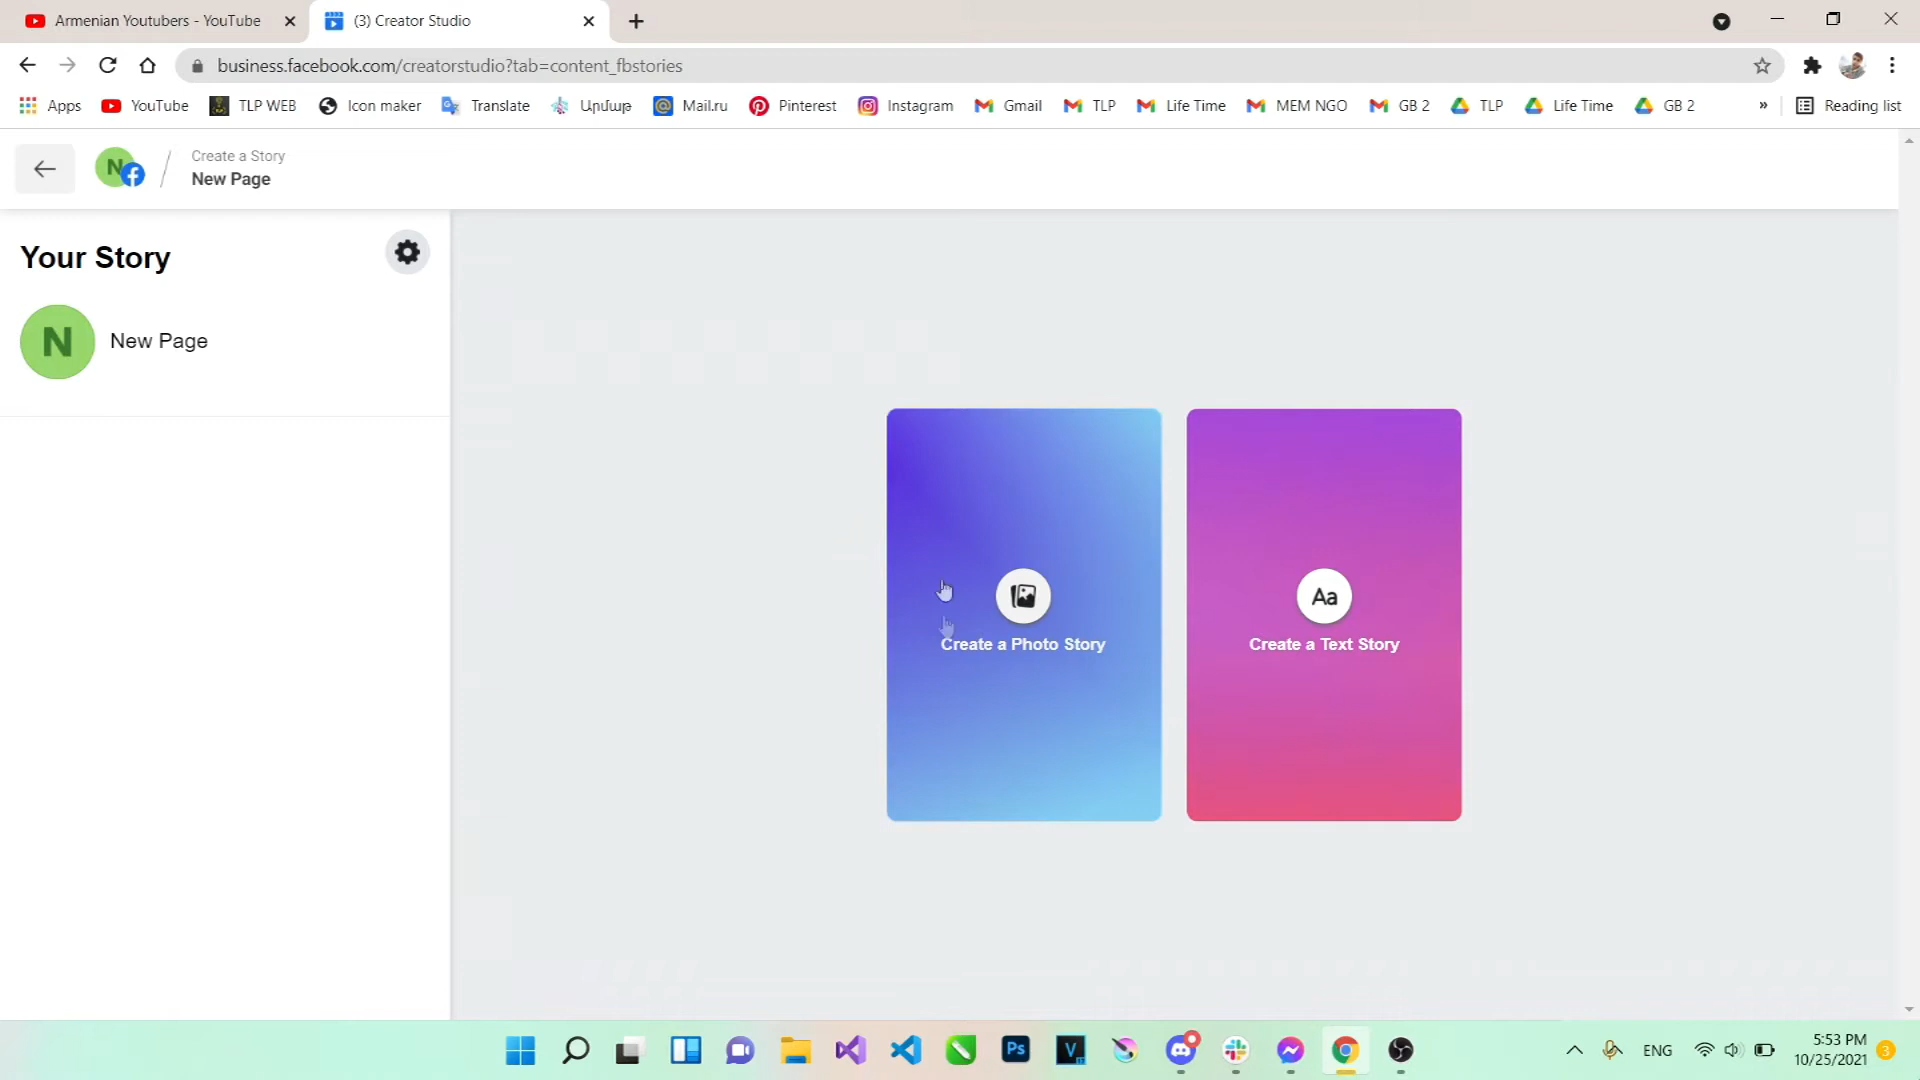 Armenian Youtubers - YouTube
(3) Creator Studio
business.facebook.com/creatorstudio?tab=content_fbstories
Apps YouTube TLP WEB Icon maker Translate Արևար Mail.ru Pinterest Instagram Gmail TLP Life Time MEM NGO GB 2 TLP Life Time GB 2 » Reading list
N
Create a Story
New Page
Your Story
N
New Page
Create a Photo Story
Aa
Create a Text Story
Ps
V
ENG
5:53 PM
10/25/2021
3